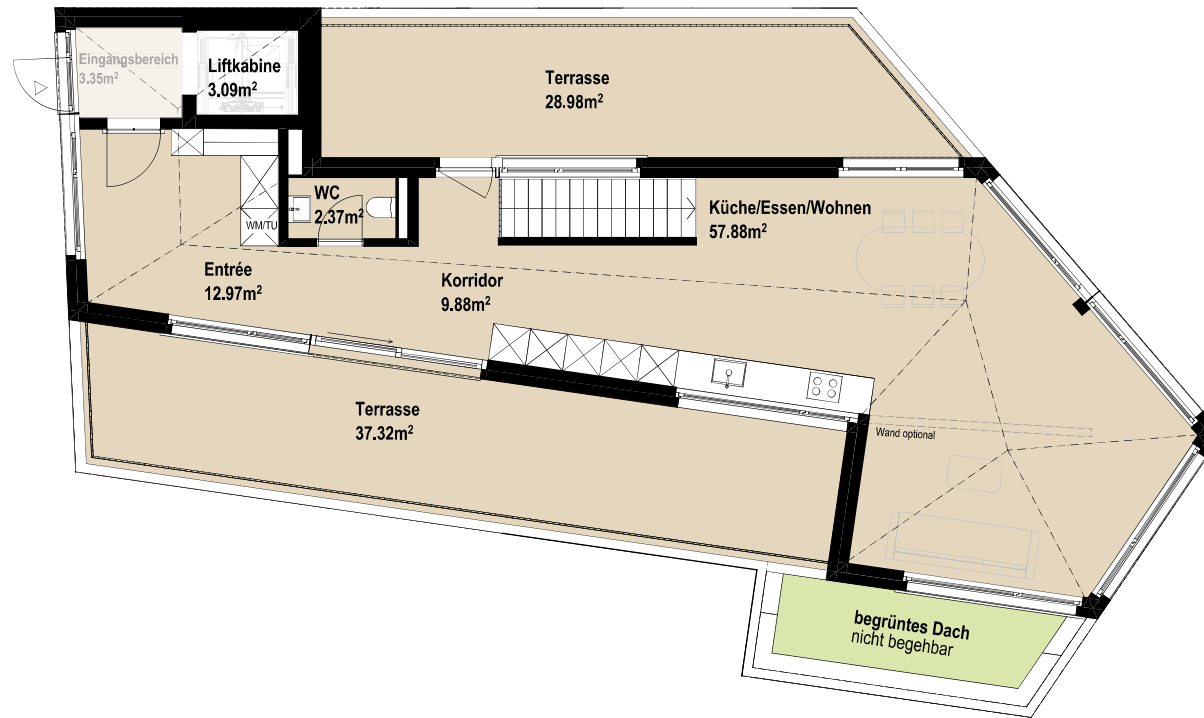 Eingangsbereich
3.35m²
Liftkabine
3.09m²
Terrasse
28.98m²
WC
2.37m²
WM/TU
Küche/Essen/Wohnen
57.88m²
Entrée
12.97m²
Korridor
9.88m²
Terrasse
37.32m²
Wand optional
begrüntes Dach
nicht begehbar